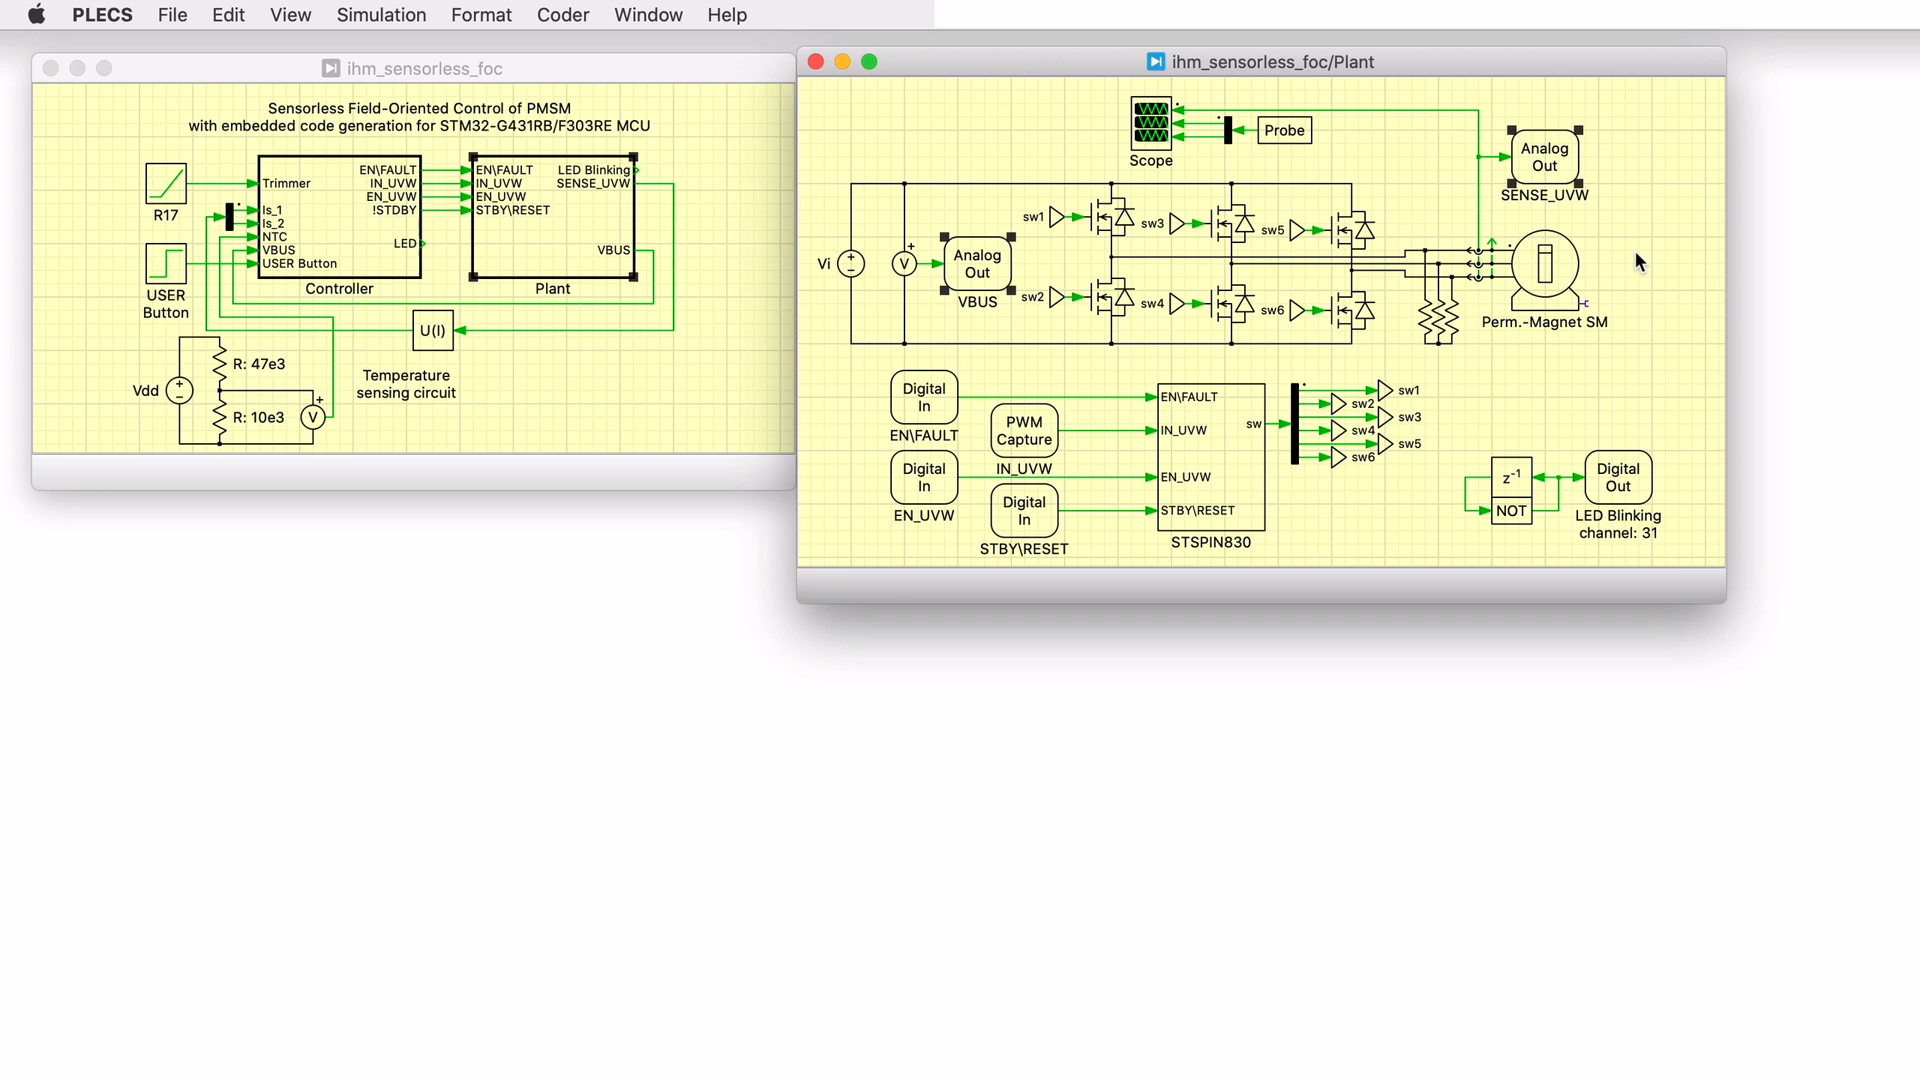 PLECS File Edit View Simulation Format Coder Window Help
ihm_sensorless_foc
Sensorless Field-Oriented Control of PMSM
with embedded code generation for STM32-G431RB/F303RE MCU
R17
Trimmer
Is_1
Is_2
NTC
VBUS
USER Button
EN\FAULT
IN_UVW
EN_UVW
!STDBY
LED
Controller
EN\FAULT
IN_UVW
EN_UVW
STBY\RESET
LED Blinking
SENSE_UVW
VBUS
Plant
USER
Button
U(I)
Vdd
+
−
R: 47e3
R: 10e3
+
V
Temperature
sensing circuit
ihm_sensorless_foc/Plant
Scope
Probe
Analog
Out
SENSE_UVW
Vi
+
−
+
V
Analog
Out
VBUS
sw1
sw3
sw5
sw2
sw4
sw6
Perm.-Magnet SM
Digital
In
EN\FAULT
PWM
Capture
IN_UVW
Digital
In
EN_UVW
Digital
In
STBY\RESET
EN\FAULT
IN_UVW
EN_UVW
STBY\RESET
sw
STSPIN830
sw1
sw2
sw3
sw4
sw5
sw6
z-1
NOT
Digital
Out
LED Blinking
channel: 31